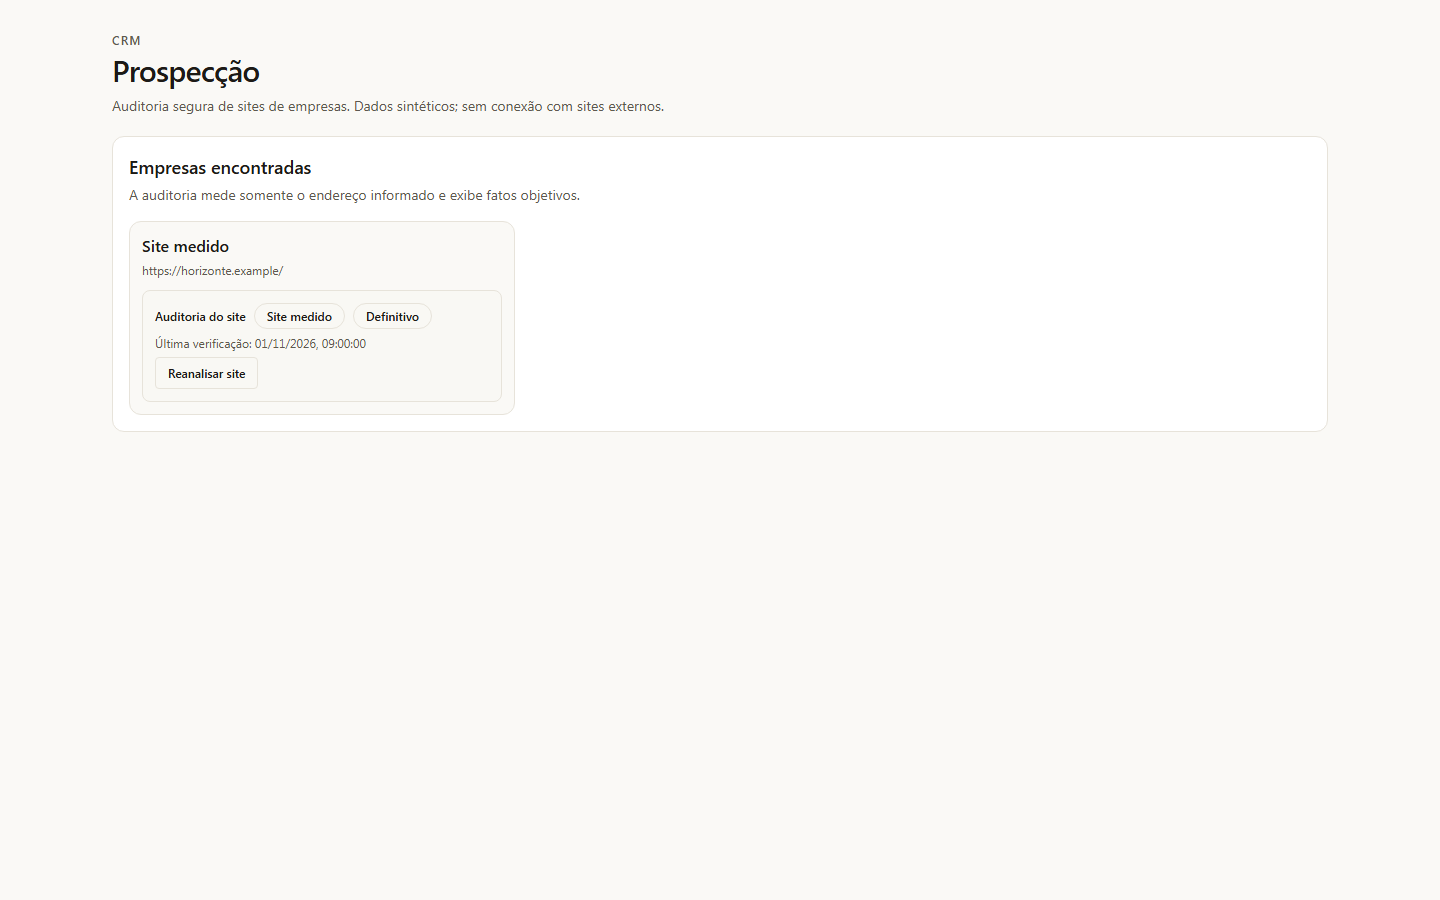 CRM
Prospecção
Auditoria segura de sites de empresas. Dados sintéticos; sem conexão com sites externos.
Empresas encontradas
A auditoria mede somente o endereço informado e exibe fatos objetivos.
Site medido
https://horizonte.example/
Auditoria do site Site medido Definitivo
Última verificação: 01/11/2026, 09:00:00
Reanalisar site